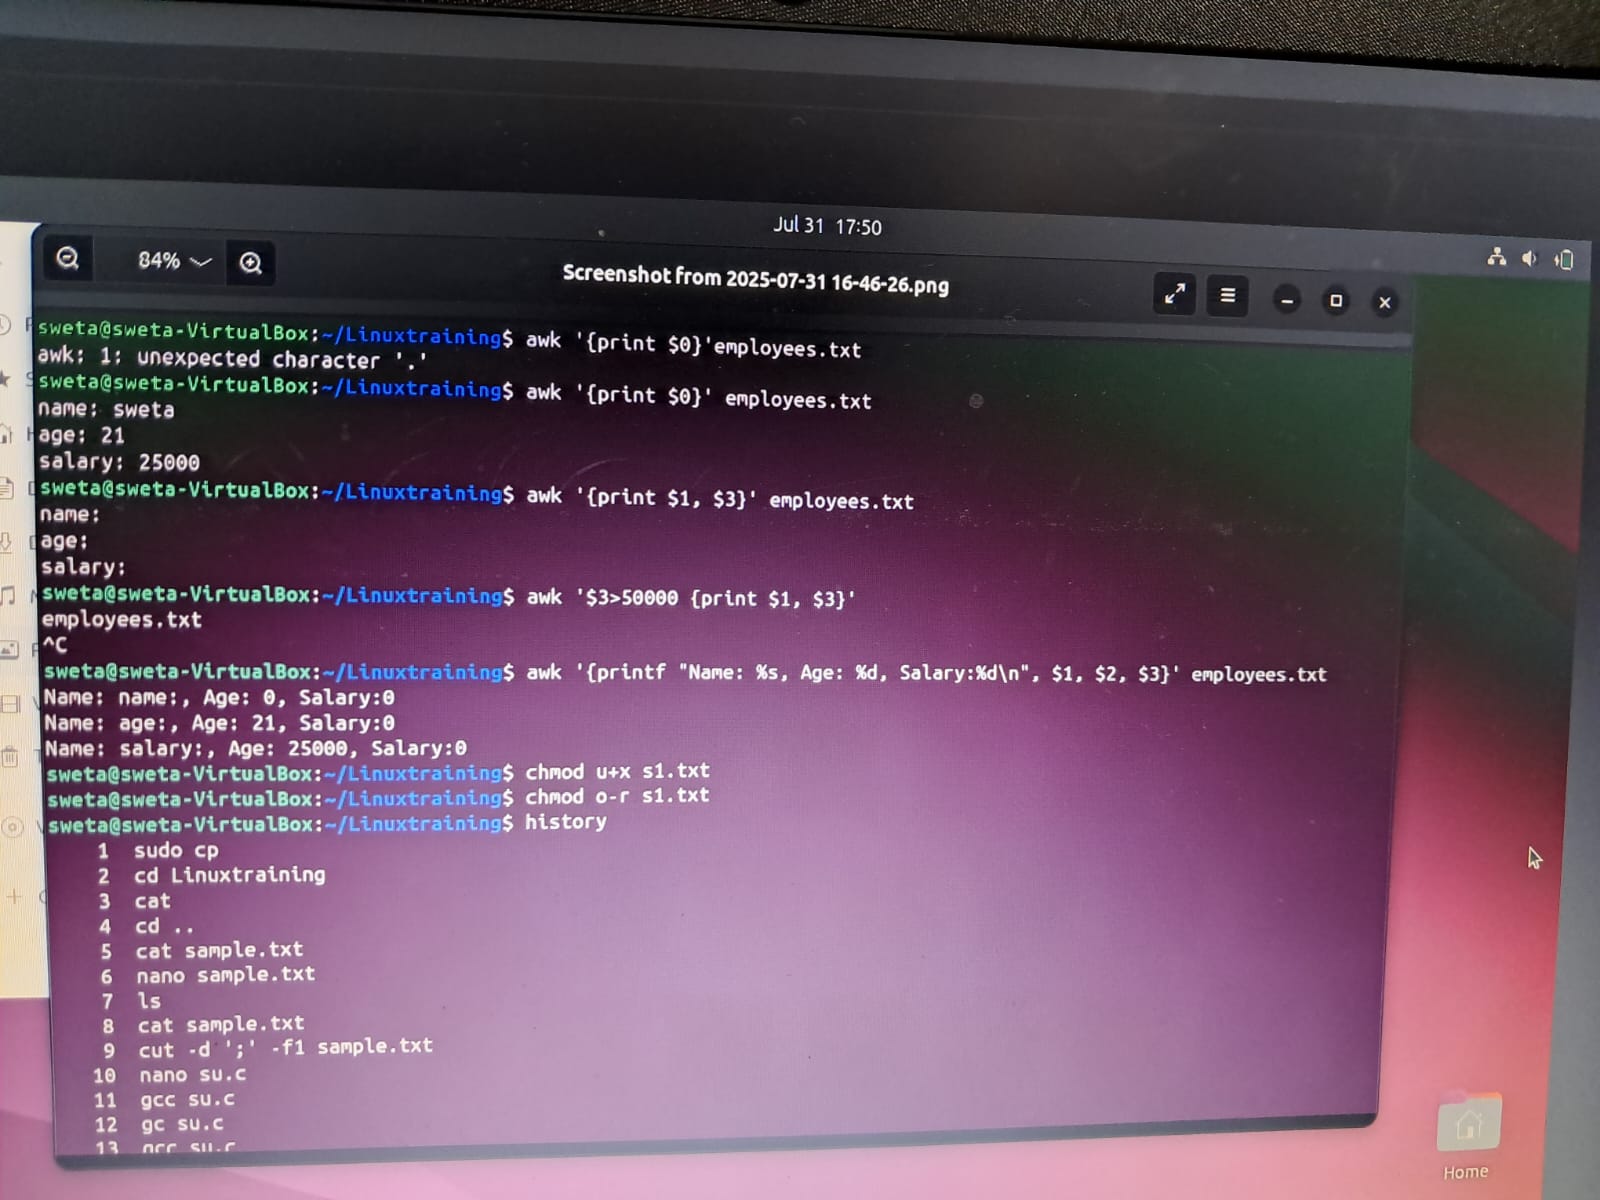 Jul 31 17:50
84%
Screenshot from 2025-07-31 16-46-26.png
sweta@sweta-VirtualBox:~/Linuxtraining$ awk '{print $0}'employees.txt
awk: 1: unexpected character '.'
sweta@sweta-VirtualBox:~/Linuxtraining$ awk '{print $0}' employees.txt
name: sweta
age: 21
salary: 25000
sweta@sweta-VirtualBox:~/Linuxtraining$ awk '{print $1, $3}' employees.txt
name:
age:
salary:
sweta@sweta-VirtualBox:~/Linuxtraining$ awk '$3>50000 {print $1, $3}'
employees.txt
^C
sweta@sweta-VirtualBox:~/Linuxtraining$ awk '{printf "Name: %s, Age: %d, Salary:%d\n", $1, $2, $3}' employees.txt
Name: name:, Age: 0, Salary:0
Name: age:, Age: 21, Salary:0
Name: salary:, Age: 25000, Salary:0
sweta@sweta-VirtualBox:~/Linuxtraining$ chmod u+x s1.txt
sweta@sweta-VirtualBox:~/Linuxtraining$ chmod o-r s1.txt
sweta@sweta-VirtualBox:~/Linuxtraining$ history
1 sudo cp
2 cd Linuxtraining
3 cat
4 cd ..
5 cat sample.txt
6 nano sample.txt
7 ls
8 cat sample.txt
9 cut -d ';' -f1 sample.txt
10 nano su.c
11 gcc su.c
12 gc su.c
13 gcc su.c
Home